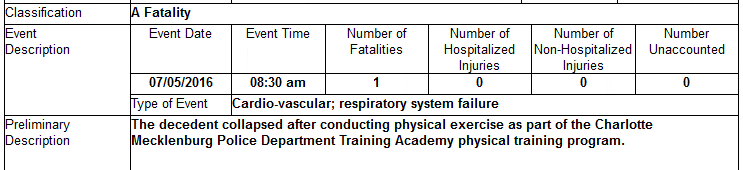 Classification A Fatality
Event Description Event Date Event Time Number of Fatalities Number of Hospitalized Injuries Number of Non-Hospitalized Injuries Number Unaccounted
07/05/2016 08:30 am 1 0 0 0
Type of Event Cardio-vascular; respiratory system failure
Preliminary Description The decedent collapsed after conducting physical exercise as part of the Charlotte
Mecklenburg Police Department Training Academy physical training program.